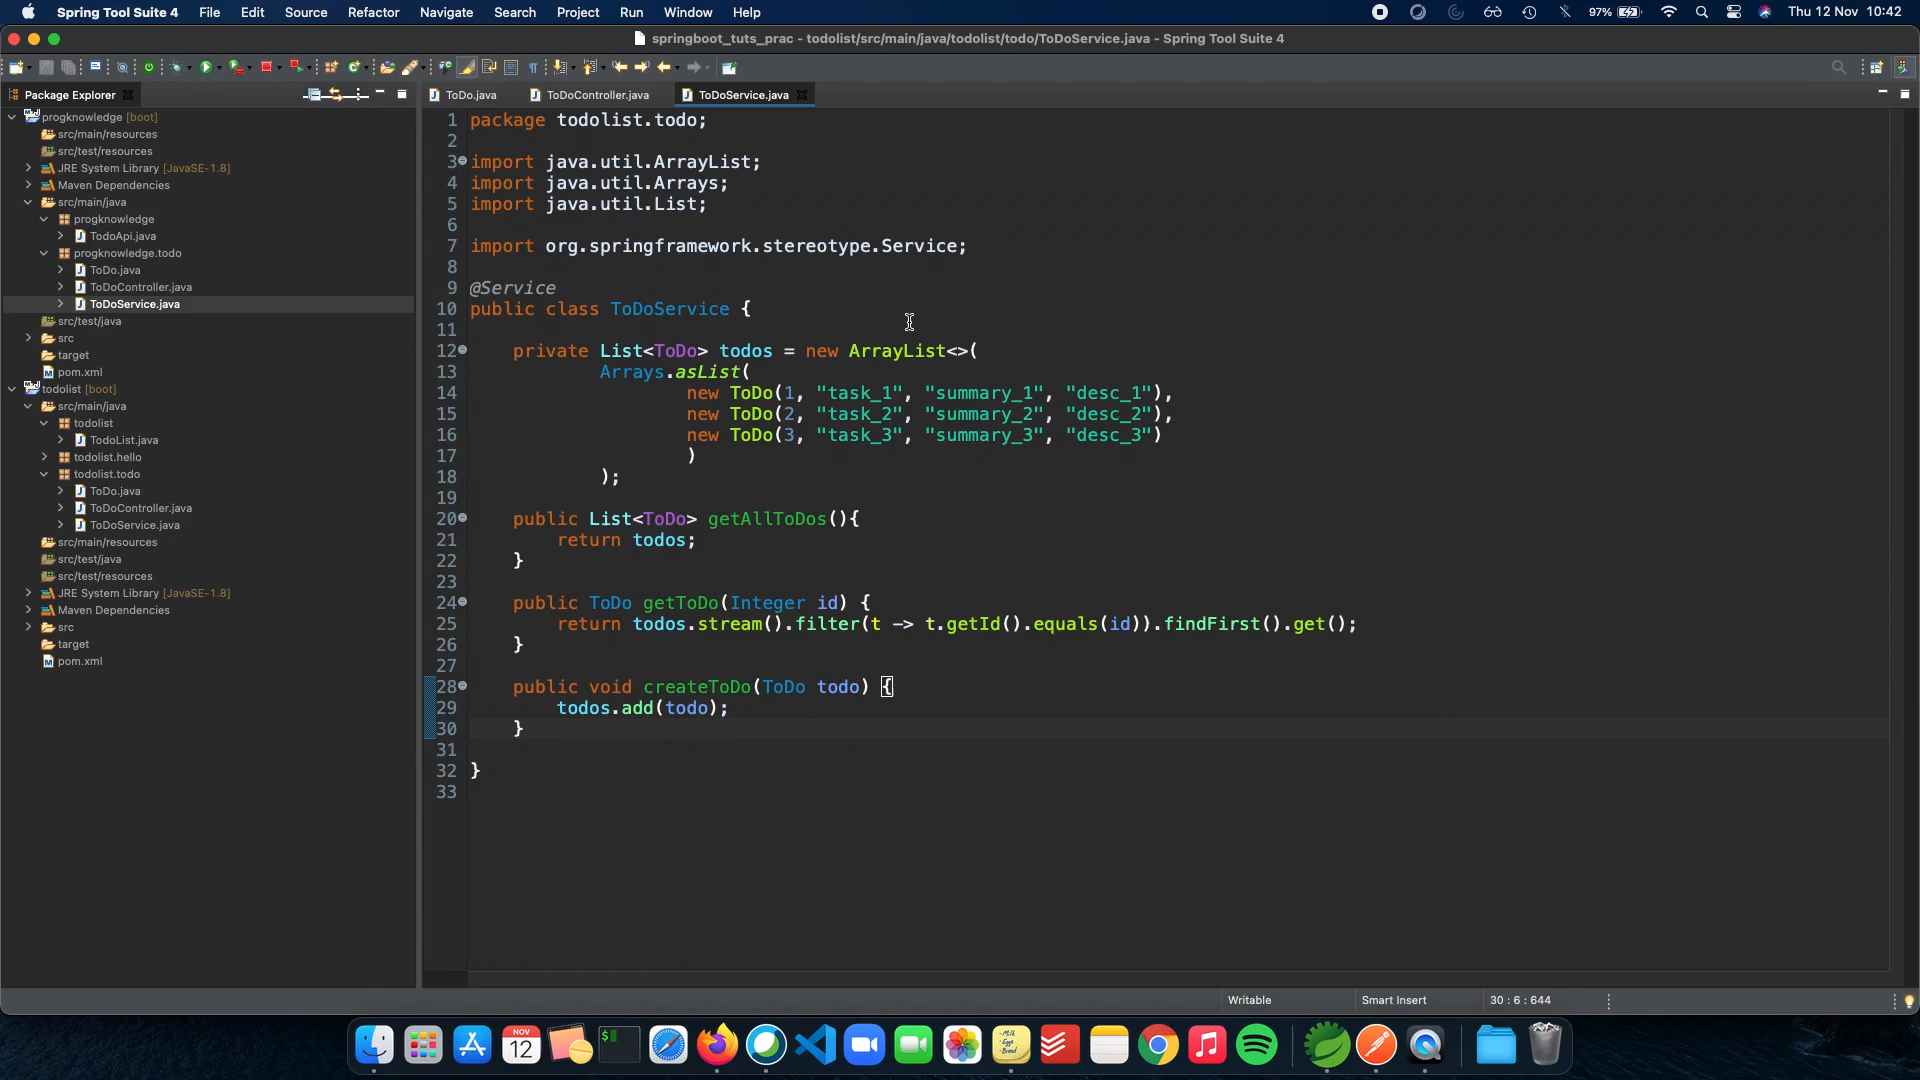 Spring Tool Suite 4 File Edit Source Refactor Navigate Search Project Run Window Help 97% Thu 12 Nov 10:42
springboot_tuts_prac - todolist/src/main/java/todolist/todo/ToDoService.java - Spring Tool Suite 4
Package Explorer
progknowledge [boot]
src/main/resources
src/test/resources
JRE System Library [JavaSE-1.8]
Maven Dependencies
src/main/java
progknowledge
TodoApi.java
progknowledge.todo
ToDo.java
ToDoController.java
ToDoService.java
src/test/java
src
target
pom.xml
todolist [boot]
src/main/java
todolist
TodoList.java
todolist.hello
todolist.todo
ToDo.java
ToDoController.java
ToDoService.java
src/main/resources
src/test/java
src/test/resources
JRE System Library [JavaSE-1.8]
Maven Dependencies
src
target
pom.xml
ToDo.java ToDoController.java ToDoService.java
1 package todolist.todo;
2
3 import java.util.ArrayList;
4 import java.util.Arrays;
5 import java.util.List;
6
7 import org.springframework.stereotype.Service;
8
9 @Service
10 public class ToDoService {
11
12 private List<ToDo> todos = new ArrayList<>(
13 Arrays.asList(
14 new ToDo(1, "task_1", "summary_1", "desc_1"),
15 new ToDo(2, "task_2", "summary_2", "desc_2"),
16 new ToDo(3, "task_3", "summary_3", "desc_3")
17 )
18 );
19
20 public List<ToDo> getAllToDos(){
21 return todos;
22 }
23
24 public ToDo getToDo(Integer id) {
25 return todos.stream().filter(t -> t.getId().equals(id)).findFirst().get();
26 }
27
28 public void createToDo(ToDo todo) {
29 todos.add(todo);
30 }
31
32 }
33
Writable Smart Insert 30 : 6 : 644
NOV
12